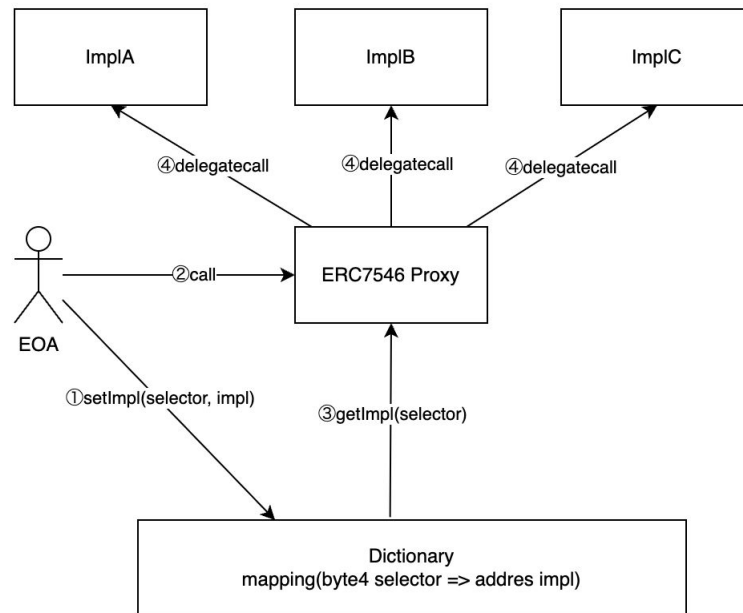 ImplA
ImplB
ImplC
④delegatecall
④delegatecall
④delegatecall
②call
ERC7546 Proxy
EOA
①setImpl(selector, impl)
③getImpl(selector)
Dictionary
mapping(byte4 selector => addres impl)